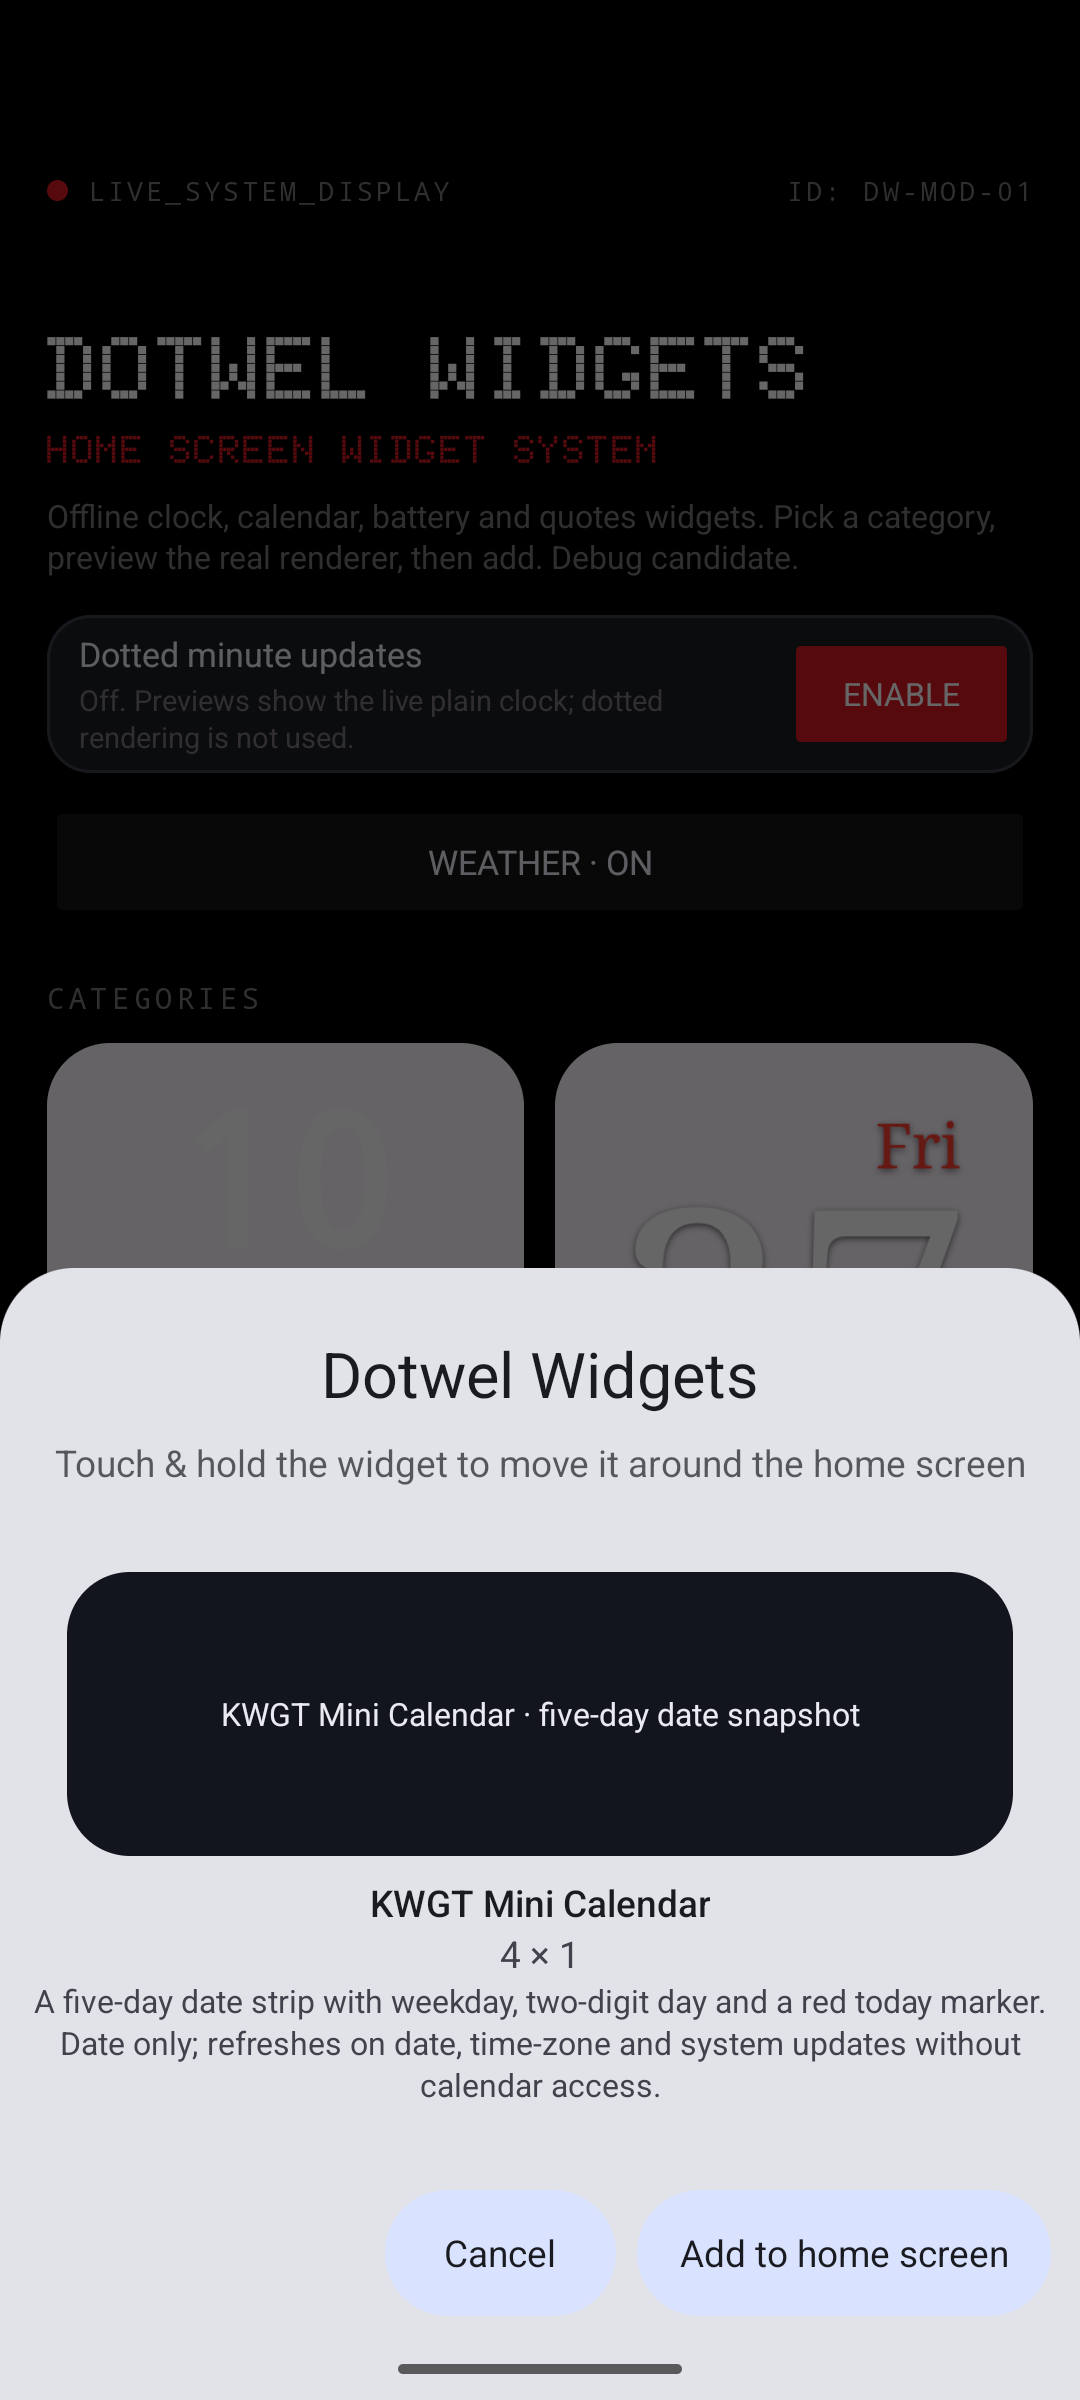 LIVE_SYSTEM_DISPLAY
ID: DW-MOD-01
DOTWEL WIDGETS
HOME SCREEN WIDGET SYSTEM
Offline clock, calendar, battery and quotes widgets. Pick a category,
preview the real renderer, then add. Debug candidate.
Dotted minute updates
Off. Previews show the live plain clock; dotted
rendering is not used.
ENABLE
WEATHER · ON
CATEGORIES
10
Fri
Dotwel Widgets
Touch & hold the widget to move it around the home screen
KWGT Mini Calendar · five-day date snapshot
KWGT Mini Calendar
4 × 1
A five-day date strip with weekday, two-digit day and a red today marker.
Date only; refreshes on date, time-zone and system updates without
calendar access.
Cancel
Add to home screen